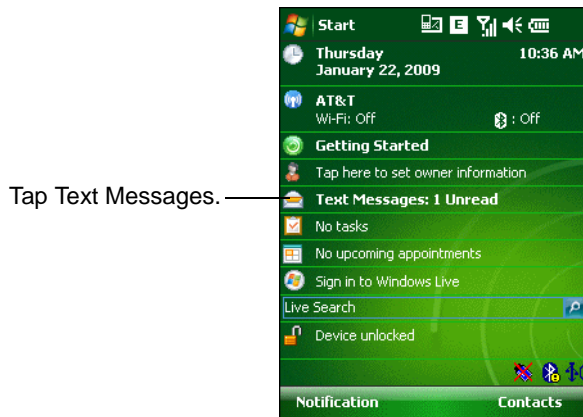 Start
E
Thursday 10:36 AM
January 22, 2009
AT&T
Wi-Fi: Off : Off
Getting Started
Tap here to set owner information
Tap Text Messages.
Text Messages: 1 Unread
No tasks
No upcoming appointments
Sign in to Windows Live
Live Search
Device unlocked
Notification Contacts